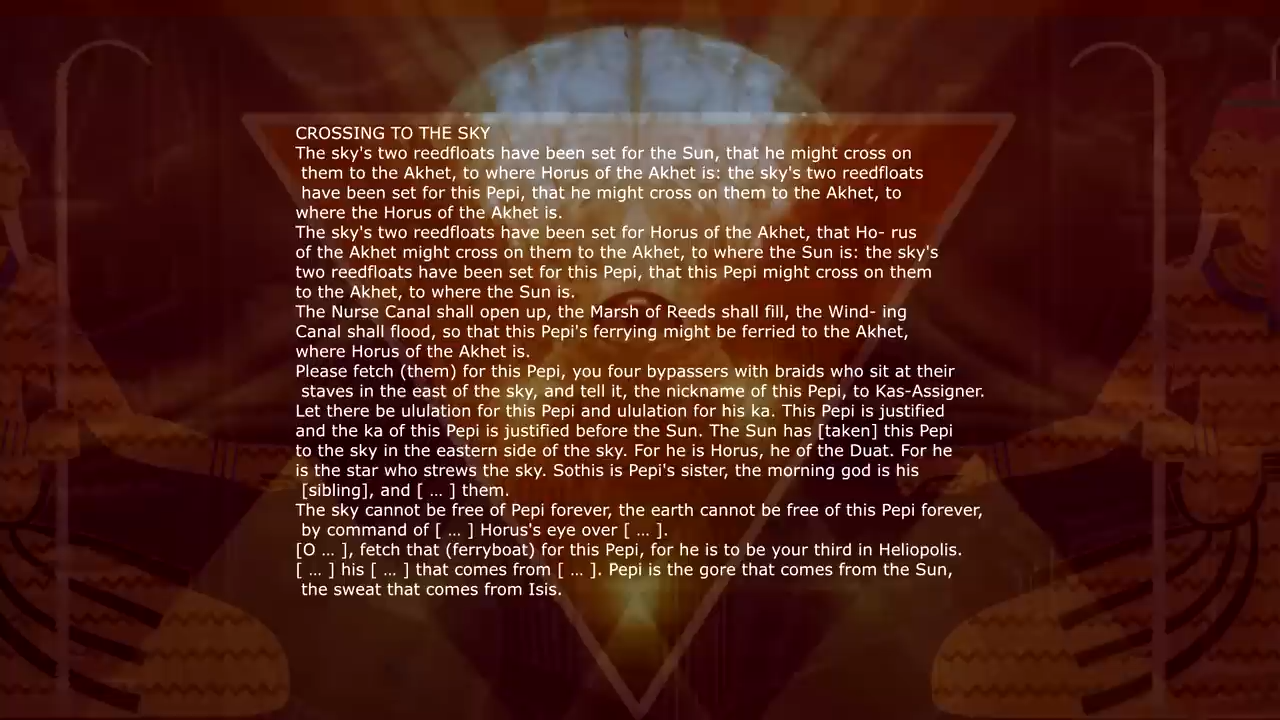 CROSSING TO THE SKY
The sky's two reedfloats have been set for the Sun, that he might cross on
them to the Akhet, to where Horus of the Akhet is: the sky's two reedfloats
have been set for this Pepi, that he might cross on them to the Akhet, to
where the Horus of the Akhet is.
The sky's two reedfloats have been set for Horus of the Akhet, that Ho- rus
of the Akhet might cross on them to the Akhet, to where the Sun is: the sky's
two reedfloats have been set for this Pepi, that this Pepi might cross on them
to the Akhet, to where the Sun is.
The Nurse Canal shall open up, the Marsh of Reeds shall fill, the Wind- ing
Canal shall flood, so that this Pepi's ferrying might be ferried to the Akhet,
where Horus of the Akhet is.
Please fetch (them) for this Pepi, you four bypassers with braids who sit at their
staves in the east of the sky, and tell it, the nickname of this Pepi, to Kas-Assigner.
Let there be ululation for this Pepi and ululation for his ka. This Pepi is justified
and the ka of this Pepi is justified before the Sun. The Sun has [taken] this Pepi
to the sky in the eastern side of the sky. For he is Horus, he of the Duat. For he
is the star who strews the sky. Sothis is Pepi's sister, the morning god is his
[sibling], and [ … ] them.
The sky cannot be free of Pepi forever, the earth cannot be free of this Pepi forever,
by command of [ … ] Horus's eye over [ … ].
[O … ], fetch that (ferryboat) for this Pepi, for he is to be your third in Heliopolis.
[ … ] his [ … ] that comes from [ … ]. Pepi is the gore that comes from the Sun,
the sweat that comes from Isis.